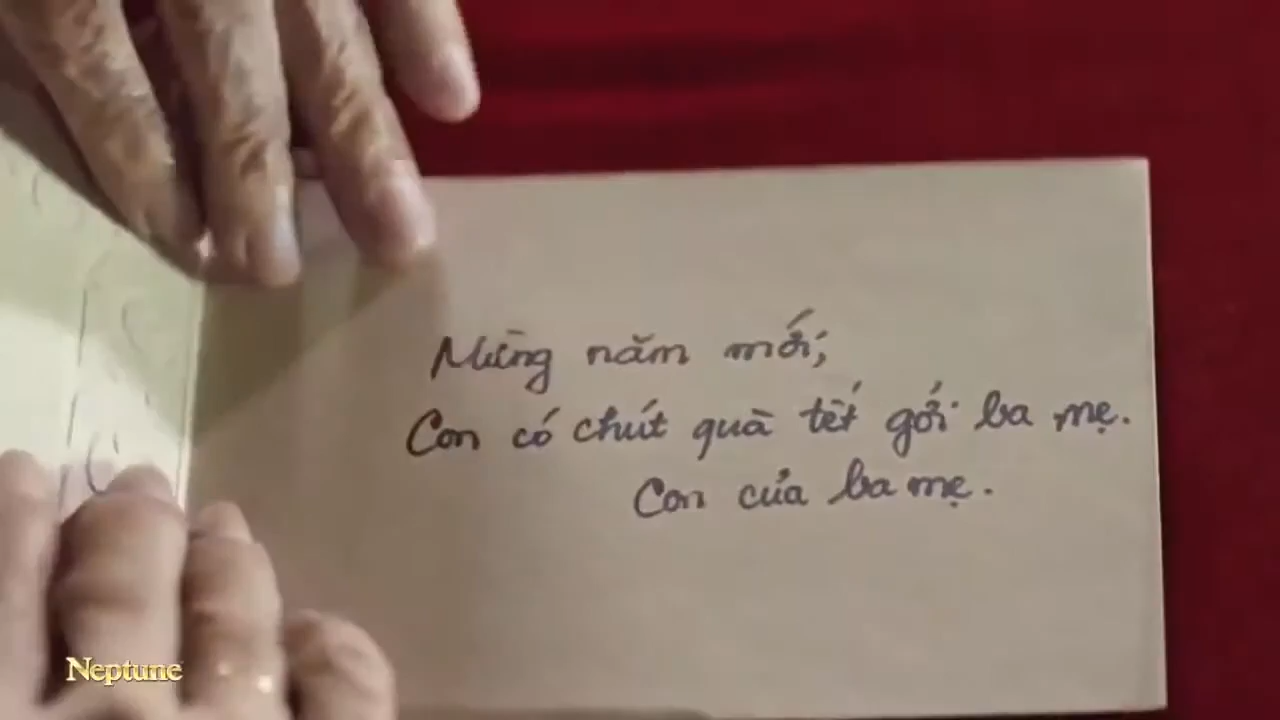 Mừng năm mới;
Con có chút quà tết gởi ba mẹ.
Con của ba mẹ.
Neptune